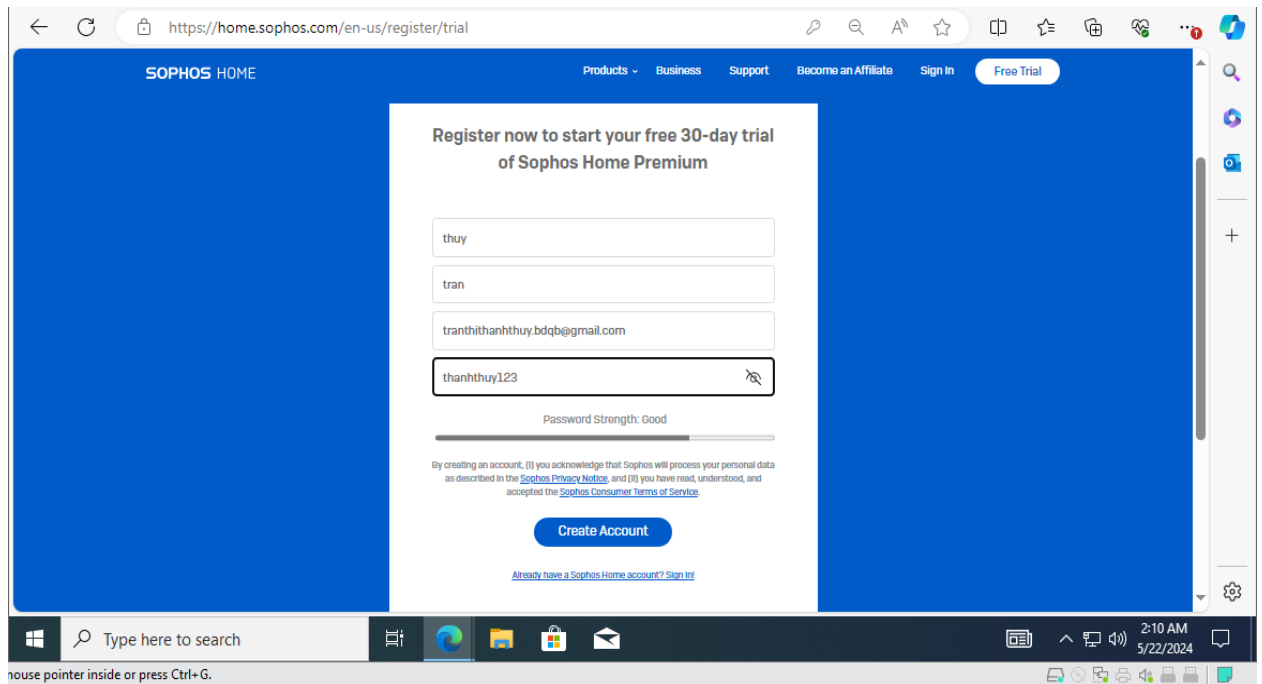 https://home.sophos.com/en-us/register/trial
SOPHOS HOME
Products
Business
Support
Become an Affiliate
Sign In
Free Trial
Register now to start your free 30-day trial
of Sophos Home Premium
thuy
tran
tranthithanhthuy.bdqb@gmail.com
thanhthuy123
Password Strength: Good
By creating an account, (i) you acknowledge that Sophos will process your personal data
as described in the Sophos Privacy Notice, and (ii) you have read, understood, and
accepted the Sophos Consumer Terms of Service.
Create Account
Already have a Sophos Home account? Sign in!
Type here to search
2:10 AM
5/22/2024
mouse pointer inside or press Ctrl+G.